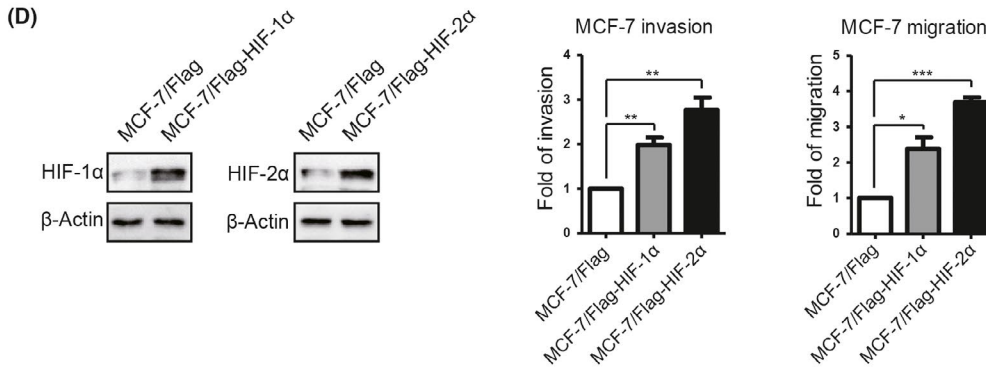 (D)
MCF-7/Flag
MCF-7/Flag-HIF-1α
HIF-1α
β-Actin
MCF-7/Flag
MCF-7/Flag-HIF-2α
HIF-2α
β-Actin
MCF-7 invasion
Fold of invasion
4
3
2
1
0
**
**
MCF-7/Flag
MCF-7/Flag-HIF-1α
MCF-7/Flag-HIF-2α
MCF-7 migration
Fold of migration
5
4
3
2
1
0
***
*
MCF-7/Flag
MCF-7/Flag-HIF-1α
MCF-7/Flag-HIF-2α